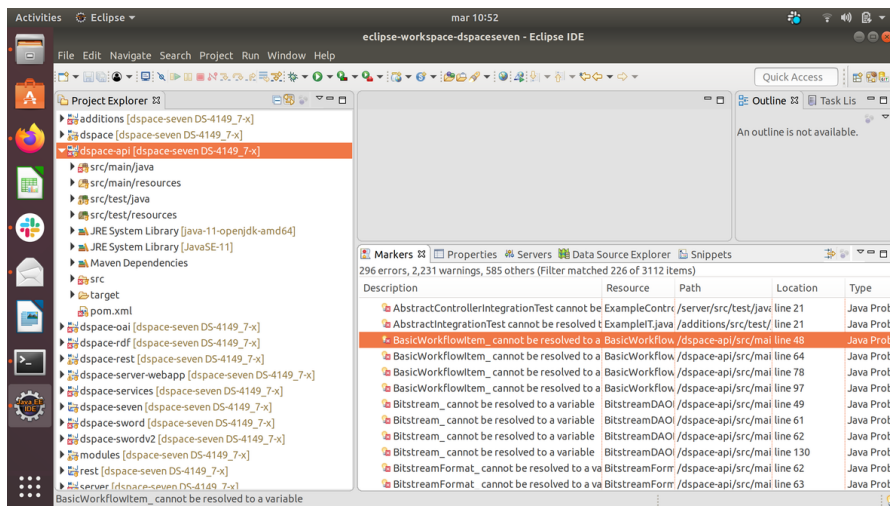 Activities Eclipse mar 10:52
eclipse-workspace-dspaceseven - Eclipse IDE
File Edit Navigate Search Project Run Window Help
Quick Access
Project Explorer
additions [dspace-seven DS-4149_7-x]
dspace [dspace-seven DS-4149_7-x]
dspace-api [dspace-seven DS-4149_7-x]
src/main/java
src/main/resources
src/test/java
src/test/resources
JRE System Library [java-11-openjdk-amd64]
JRE System Library [JavaSE-11]
Maven Dependencies
src
target
pom.xml
dspace-oai [dspace-seven DS-4149_7-x]
dspace-rdf [dspace-seven DS-4149_7-x]
dspace-rest [dspace-seven DS-4149_7-x]
dspace-server-webapp [dspace-seven DS-4149_7-x]
dspace-services [dspace-seven DS-4149_7-x]
dspace-seven [dspace-seven DS-4149_7-x]
dspace-sword [dspace-seven DS-4149_7-x]
dspace-swordv2 [dspace-seven DS-4149_7-x]
modules [dspace-seven DS-4149_7-x]
rest [dspace-seven DS-4149_7-x]
server [dspace-seven DS-4149_7-x]
Outline Task Lis
An outline is not available.
Markers Properties Servers Data Source Explorer Snippets
296 errors, 2,231 warnings, 585 others (Filter matched 226 of 3112 items)
Description Resource Path Location Type
AbstractControllerIntegrationTest cannot be ExampleContro /server/src/test/java line 21 Java Prob
AbstractIntegrationTest cannot be resolved t ExampleIT.java /additions/src/test/ line 21 Java Prob
BasicWorkflowItem_ cannot be resolved to a BasicWorkflow /dspace-api/src/mai line 48 Java Prob
BasicWorkflowItem_ cannot be resolved to a BasicWorkflow /dspace-api/src/mai line 64 Java Prob
BasicWorkflowItem_ cannot be resolved to a BasicWorkflow /dspace-api/src/mai line 78 Java Prob
BasicWorkflowItem_ cannot be resolved to a BasicWorkflow /dspace-api/src/mai line 97 Java Prob
Bitstream_ cannot be resolved to a variable BitstreamDAOI /dspace-api/src/mai line 49 Java Prob
Bitstream_ cannot be resolved to a variable BitstreamDAOI /dspace-api/src/mai line 61 Java Prob
Bitstream_ cannot be resolved to a variable BitstreamDAOI /dspace-api/src/mai line 62 Java Prob
Bitstream_ cannot be resolved to a variable BitstreamDAOI /dspace-api/src/mai line 130 Java Prob
BitstreamFormat_ cannot be resolved to a va BitstreamForm /dspace-api/src/mai line 62 Java Prob
BitstreamFormat_ cannot be resolved to a va BitstreamForm /dspace-api/src/mai line 63 Java Prob
BasicWorkflowItem_ cannot be resolved to a variable